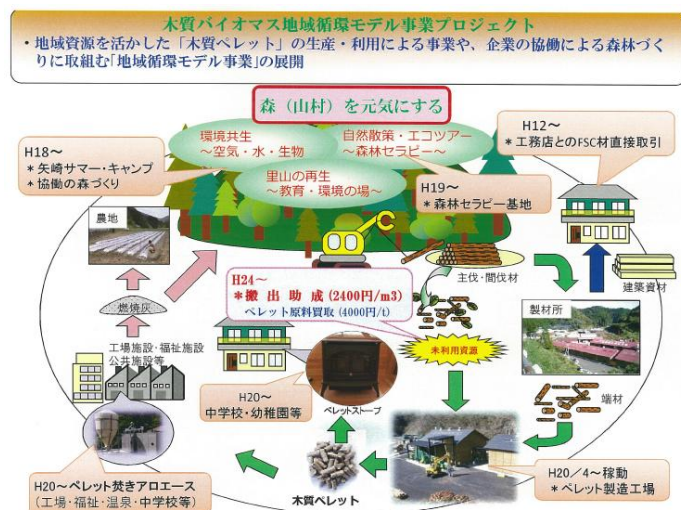 木質バイオマス地域循環モデル事業プロジェクト
・地域資源を活かした「木質ペレット」の生産・利用による事業や、企業の協働による森林づく
りに取組む「地域循環モデル事業」の展開
森（山村）を元気にする
環境共生
～空気・水・生物
自然散策・エコツアー
～森林セラピー～
里山の再生
～教育・環境の場～
H12～
＊工務店とのFSC材直接取引
H18～
＊矢崎サマー・キャンプ
＊協働の森づくり
H19～
＊森林セラピー基地
農地
燃焼灰
工場施設・福祉施設
公共施設等
H24～
＊搬出助成(2400円/m3)
ペレット原料買取(4000円/t)
主伐・間伐材
建築資材
製材所
未利用資源
端材
H20～
中学校・幼稚園等
ペレットストーブ
木質ペレット
H20～ペレット焚きアロエース
（工場・福祉・温泉・中学校等）
H20／4～稼動
＊ペレット製造工場